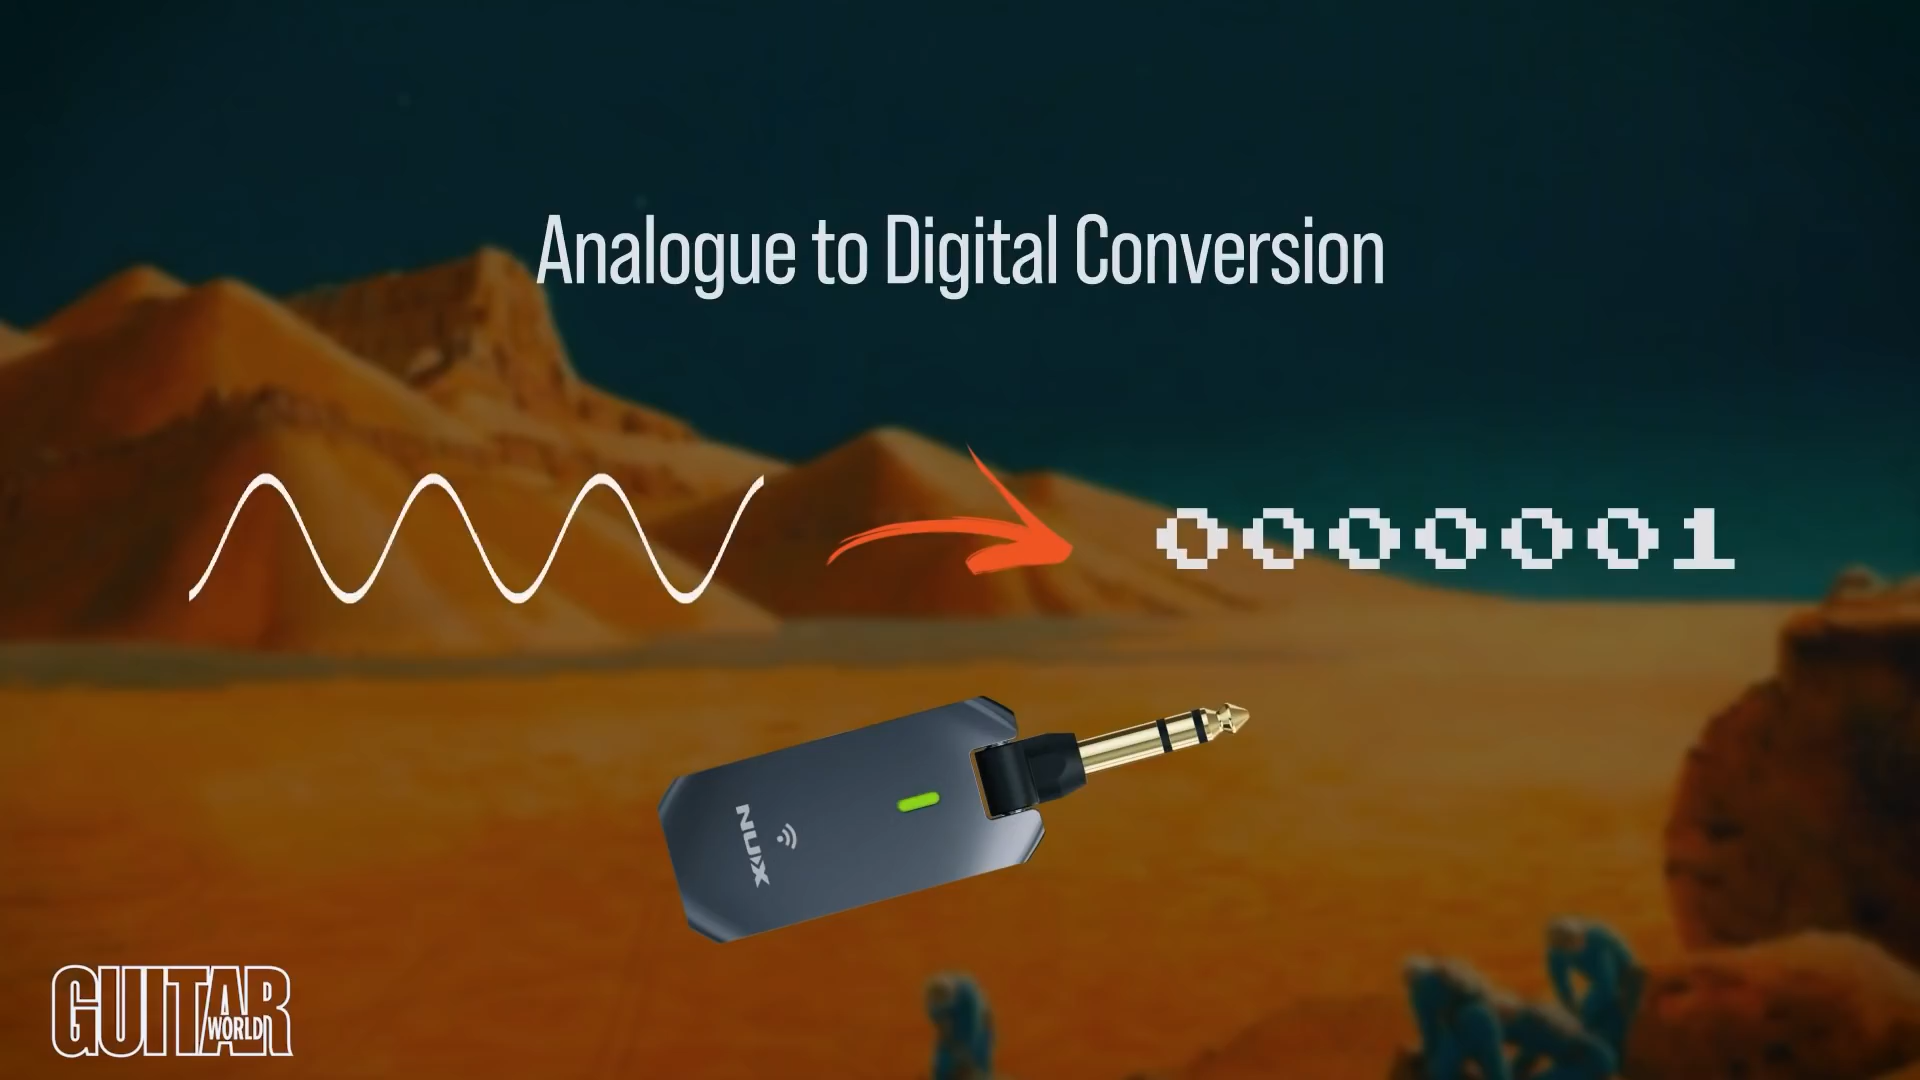 Analogue to Digital Conversion
0000001
NUX
GUITAR
WORLD